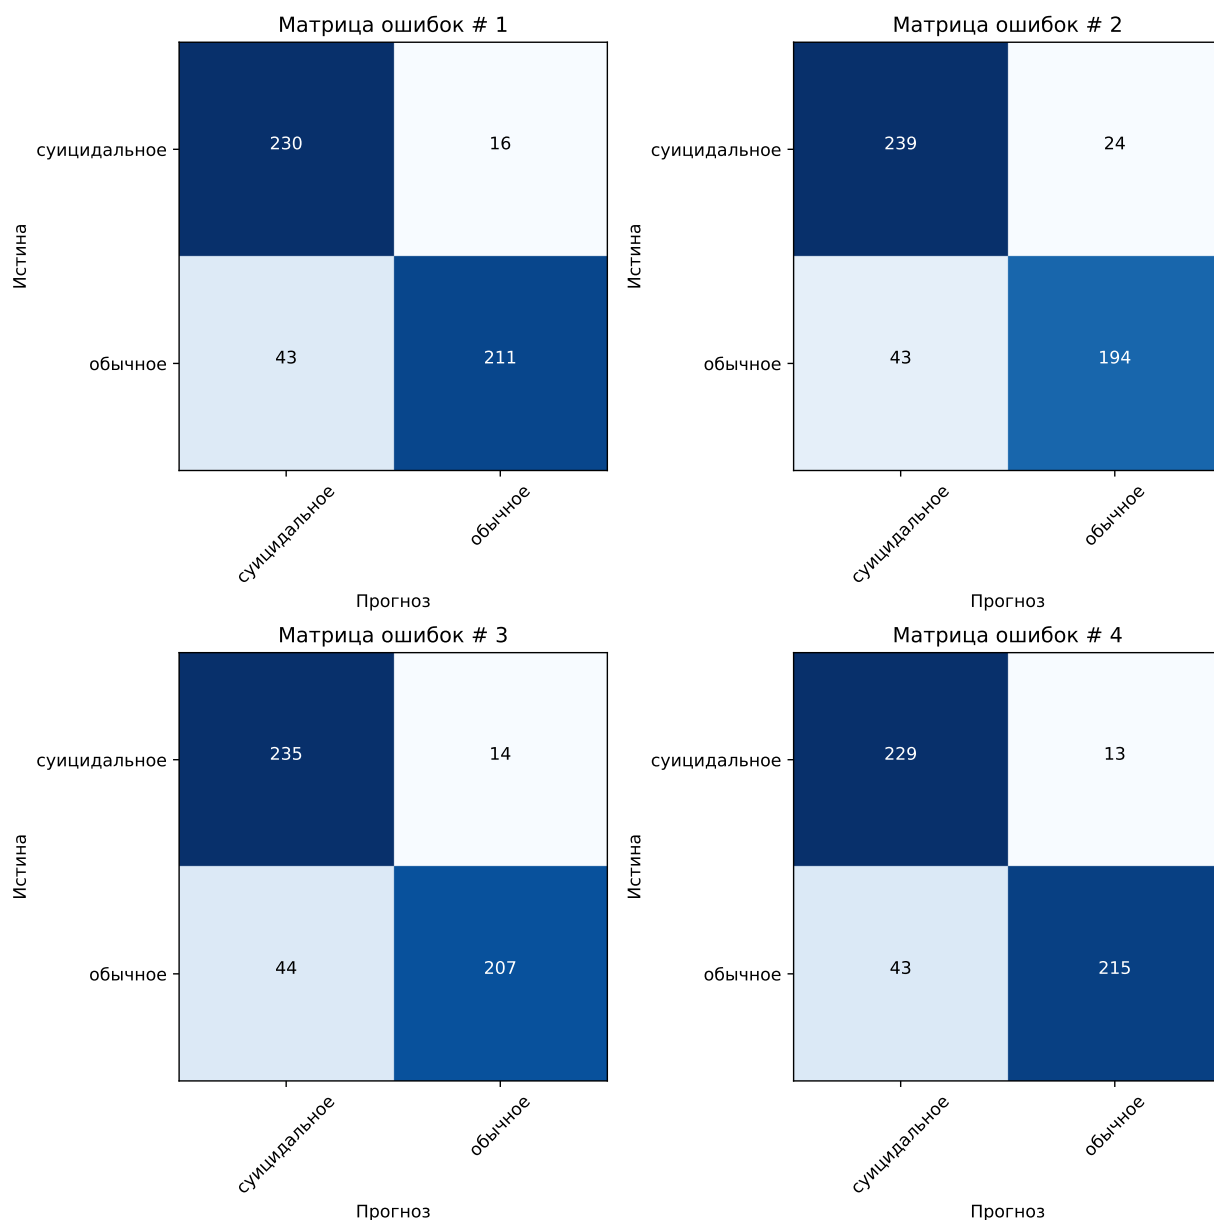 Матрица ошибок # 1
суицидальное
230
16
Истина
обычное
43
211
суицидальное
обычное
Прогноз
Матрица ошибок # 2
суицидальное
239
24
Истина
обычное
43
194
суицидальное
обычное
Прогноз
Матрица ошибок # 3
суицидальное
235
14
Истина
обычное
44
207
суицидальное
обычное
Прогноз
Матрица ошибок # 4
суицидальное
229
13
Истина
обычное
43
215
суицидальное
обычное
Прогноз